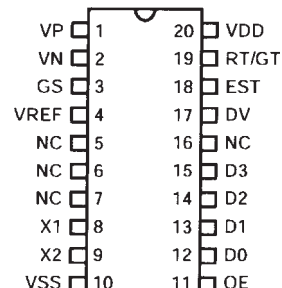 VP 1 20 VDD
VN 2 19 RT/GT
GS 3 18 EST
VREF 4 17 DV
NC 5 16 NC
NC 6 15 D3
NC 7 14 D2
X1 8 13 D1
X2 9 12 D0
VSS 10 11 OE